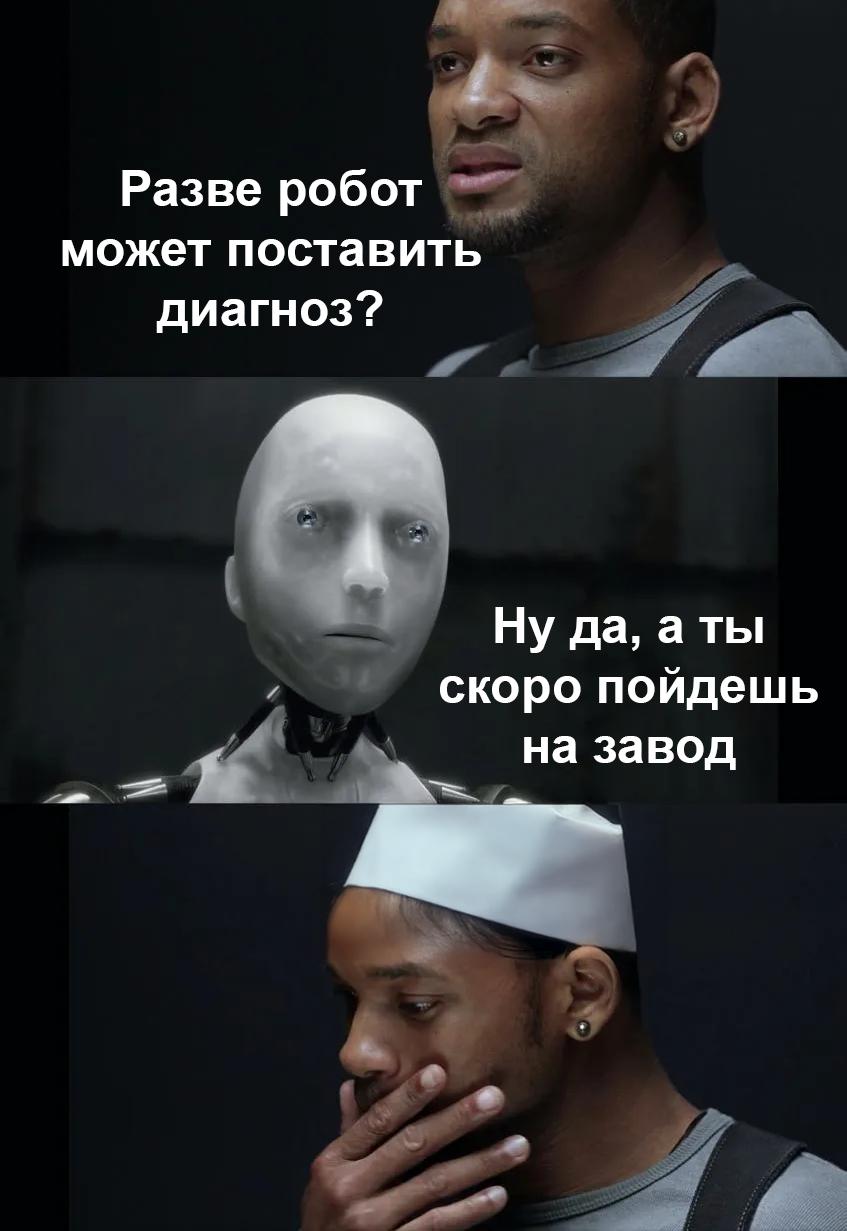 Разве робот
может поставить
диагноз?
Ну да, а ты
скоро пойдешь
на завод